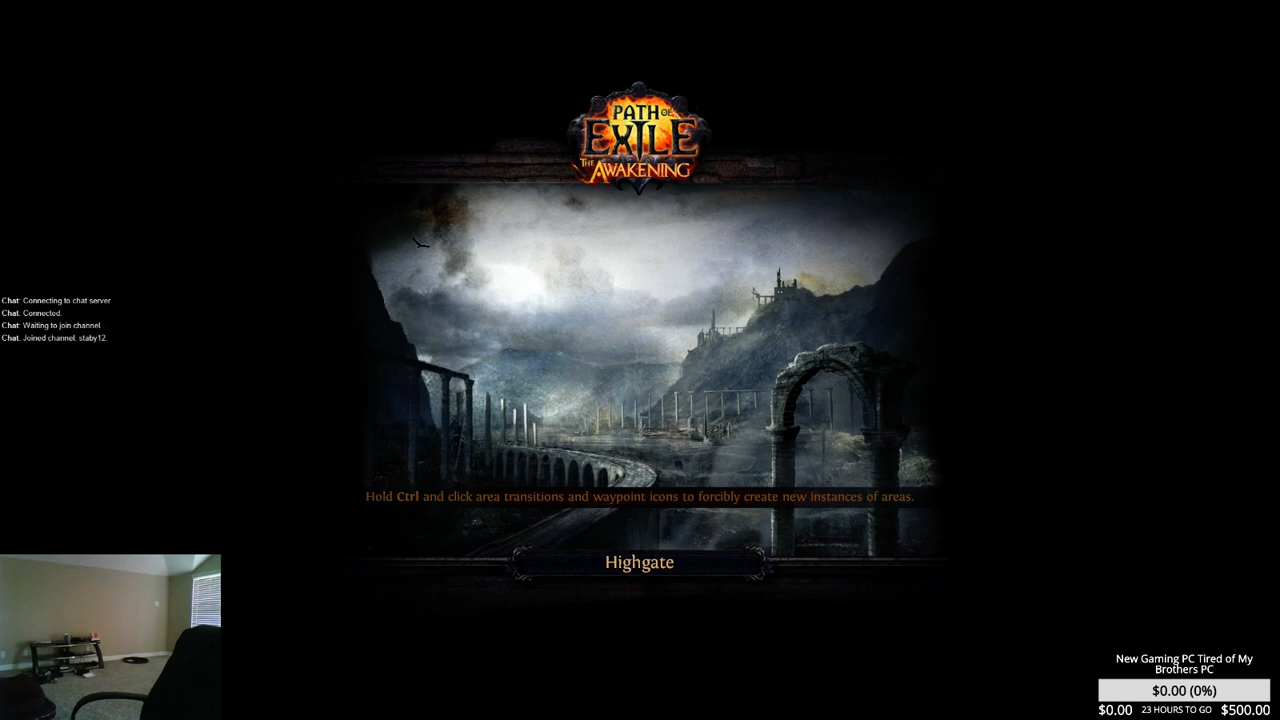 PATH OF
EXILE
THE
AWAKENING
Chat: Connecting to chat server.
Chat: Connected.
Chat: Waiting to join channel.
Chat: Joined channel: staby12.
Hold Ctrl and click area transitions and waypoint icons to forcibly create new instances of areas.
Highgate
New Gaming PC Tired of My
Brothers PC
$0.00 (0%)
$0.00 23 HOURS TO GO $500.00